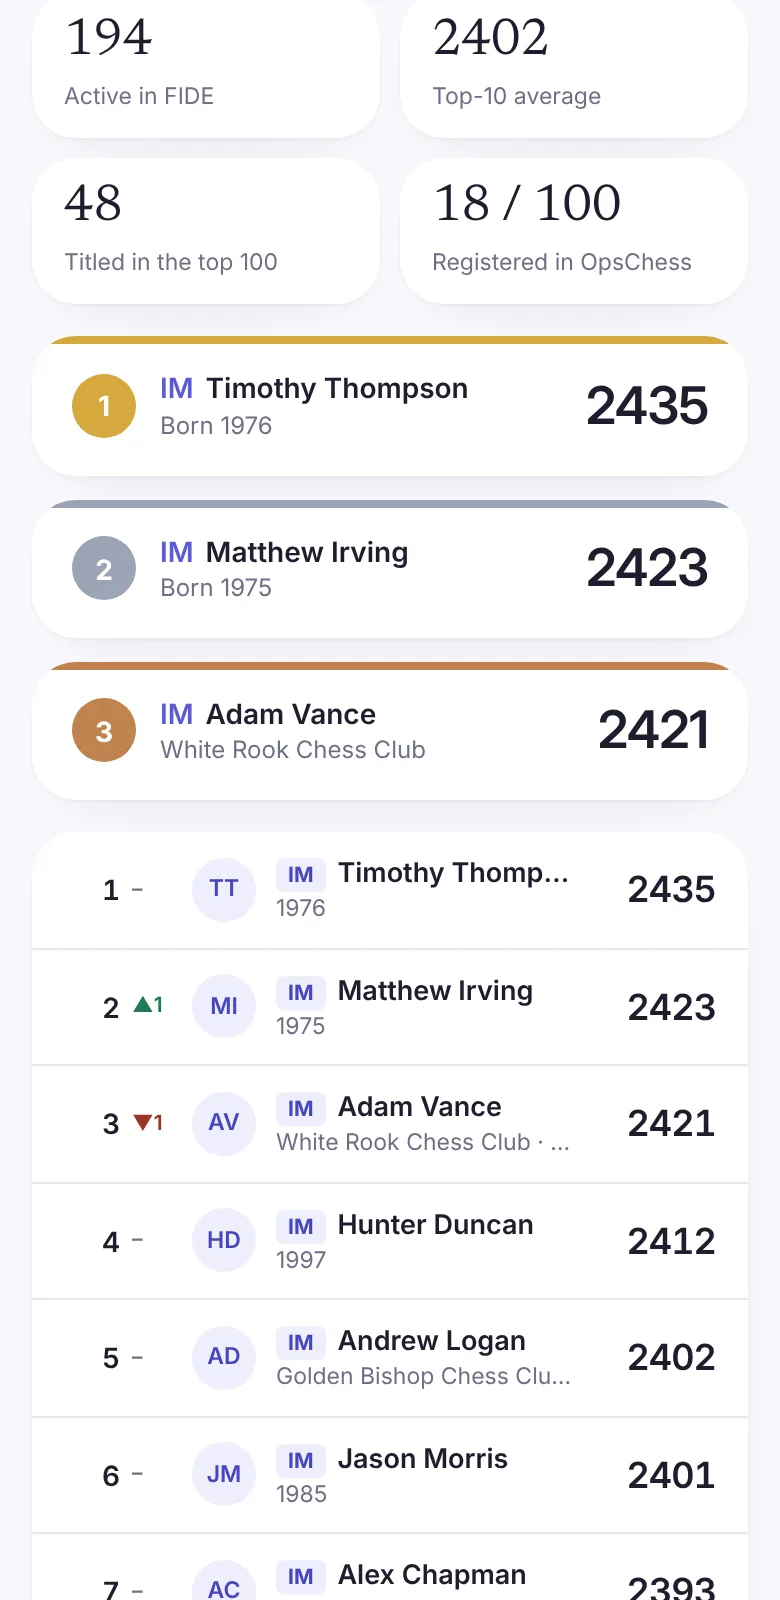 194
Active in FIDE
2402
Top-10 average
48
Titled in the top 100
18 / 100
Registered in OpsChess
1 IM Timothy Thompson 2435
Born 1976
2 IM Matthew Irving 2423
Born 1975
3 IM Adam Vance 2421
White Rook Chess Club
1 – TT IM Timothy Thomp... 2435
1976
2 ▲1 MI IM Matthew Irving 2423
1975
3 ▼1 AV IM Adam Vance 2421
White Rook Chess Club · ...
4 – HD IM Hunter Duncan 2412
1997
5 – AD IM Andrew Logan 2402
Golden Bishop Chess Clu...
6 – JM IM Jason Morris 2401
1985
7 – AC IM Alex Chapman 2393